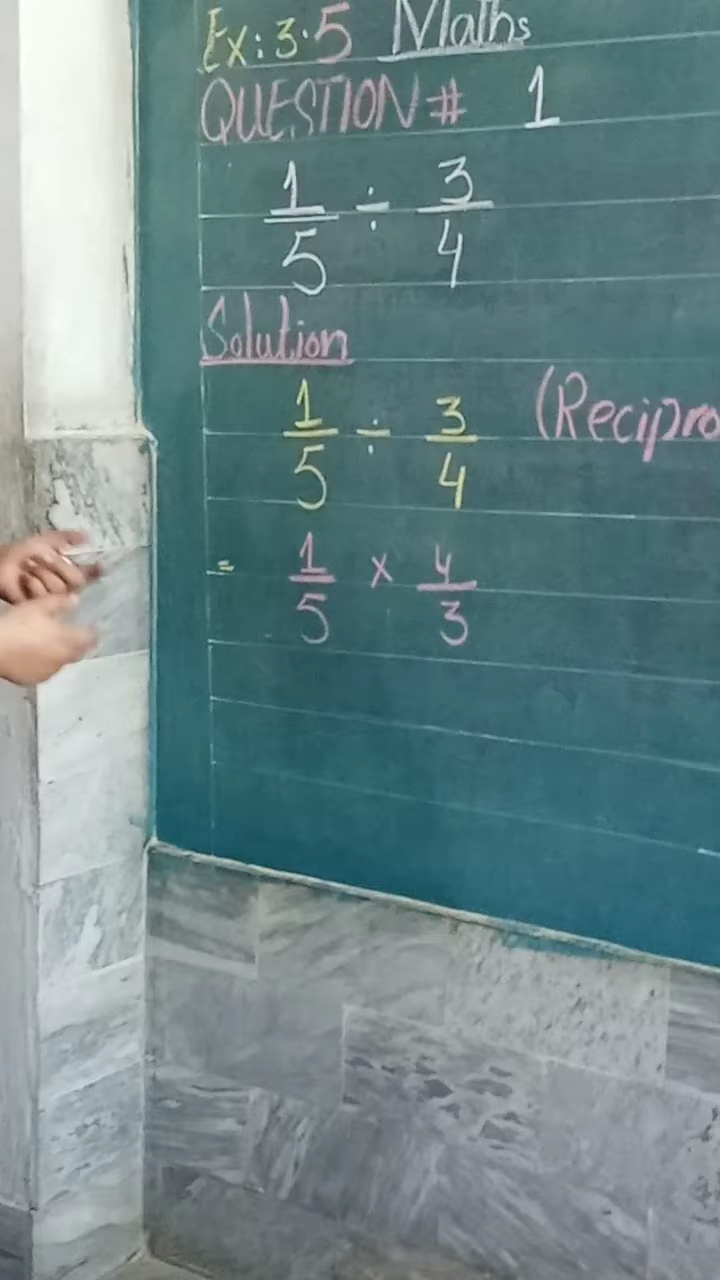 Ex: 3.5 Maths
QUESTION # 1
1/5 ÷ 3/4
Solution
1/5 ÷ 3/4 (Recipro
= 1/5 × 4/3